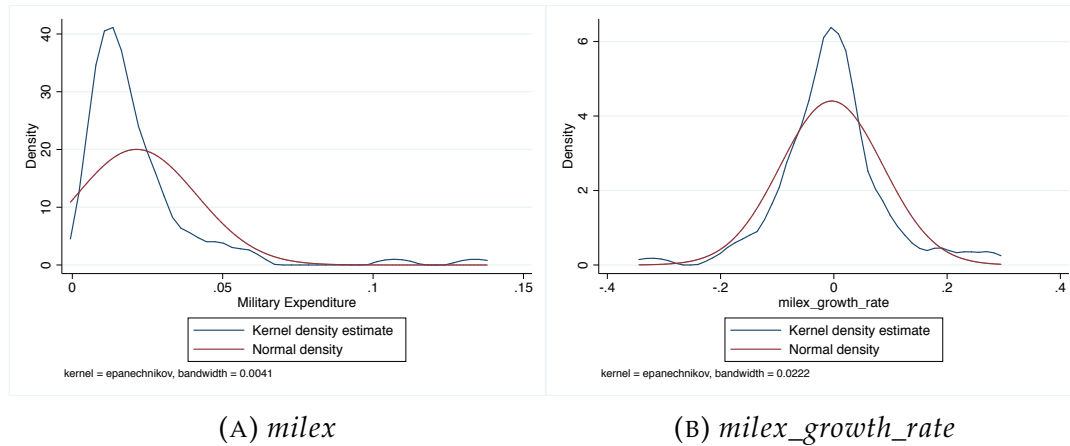 40
30
20
10
0
Density
0 .05 .1 .15
Military Expenditure
Kernel density estimate
Normal density
kernel = epanechnikov, bandwidth = 0.0041
6
4
2
0
Density
-.4 -.2 0 .2 .4
milex_growth_rate
Kernel density estimate
Normal density
kernel = epanechnikov, bandwidth = 0.0222
(A) milex
(B) milex_growth_rate